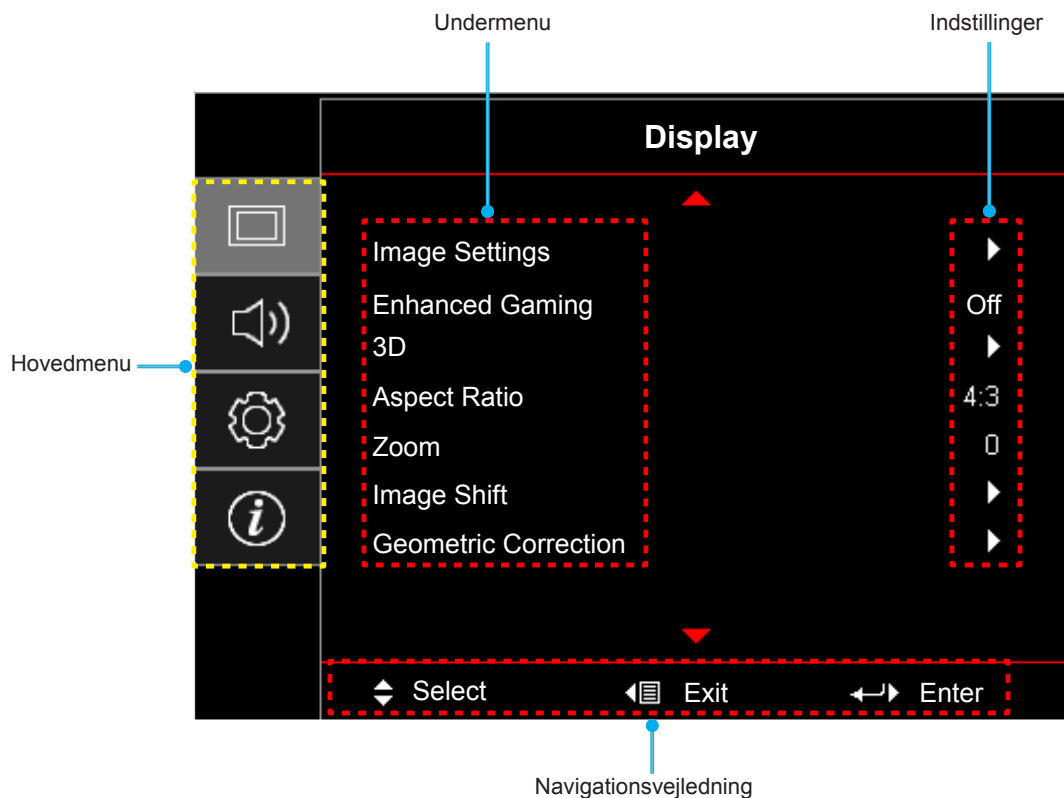 Undermenu
Indstillinger
Display
Image Settings
Enhanced Gaming Off
3D
Hovedmenu
Aspect Ratio 4:3
Zoom 0
Image Shift
Geometric Correction
Select Exit Enter
Navigationsvejledning